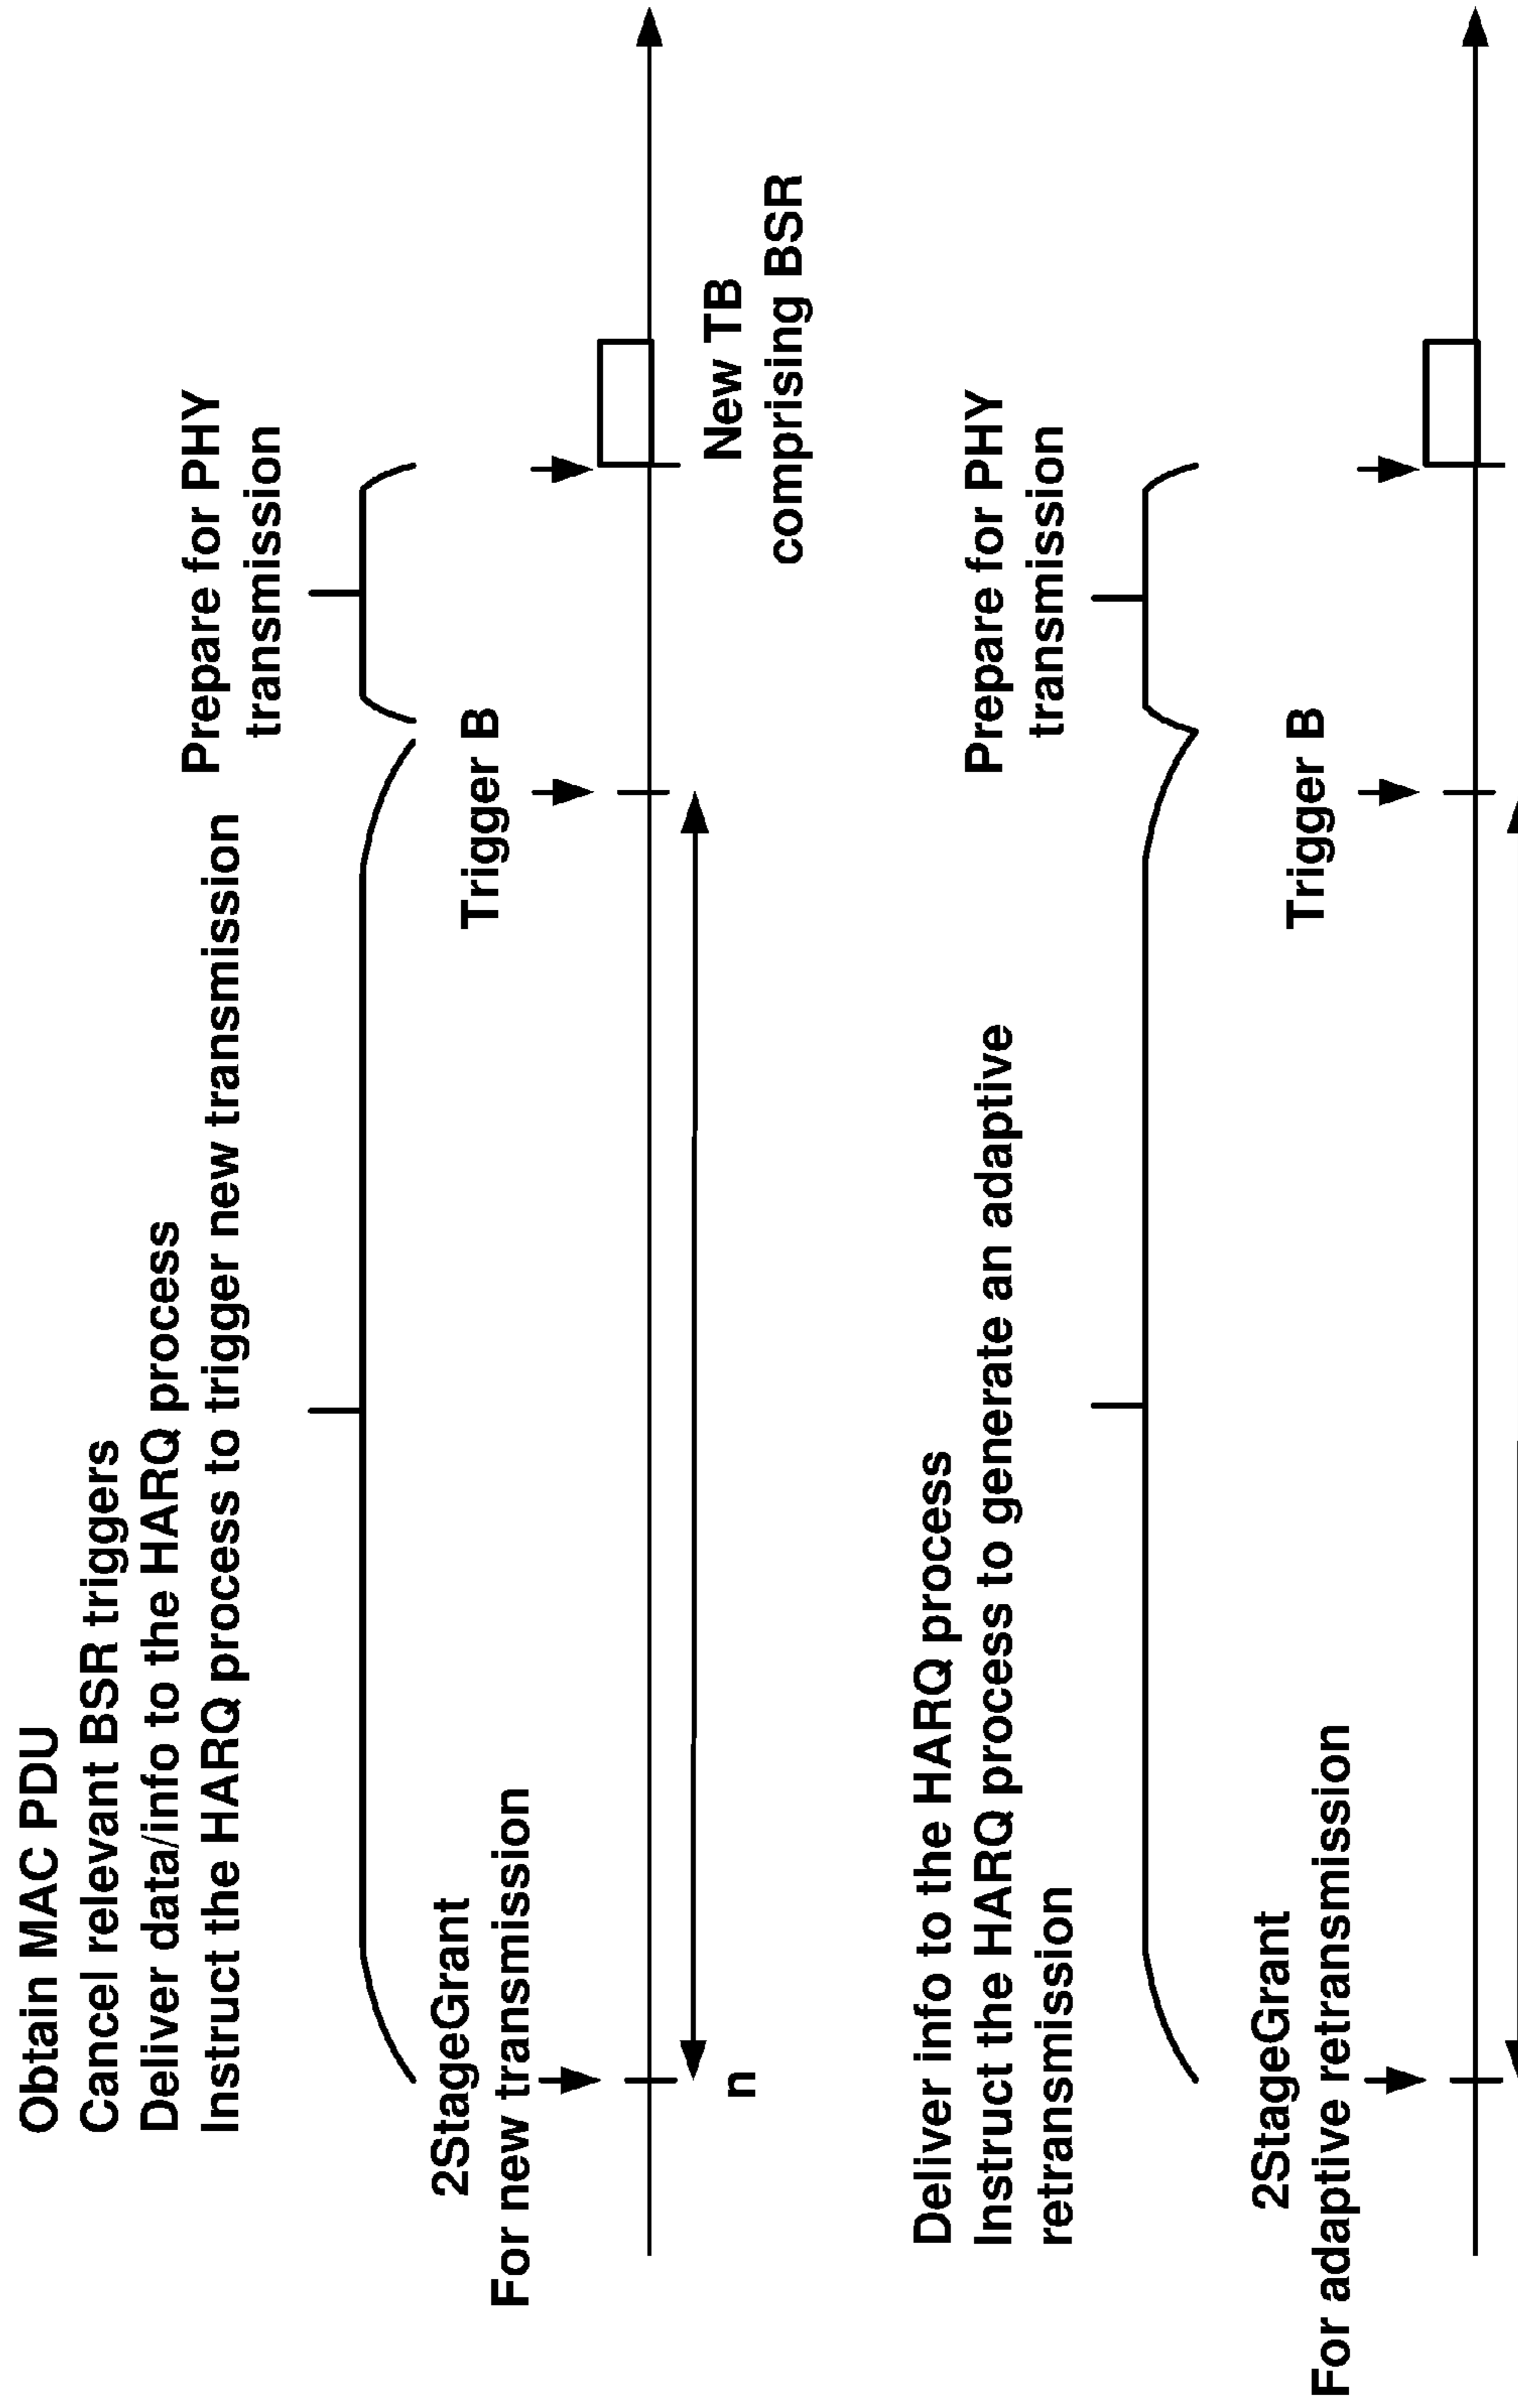 Obtain MAC PDU
Cancel relevant BSR triggers
Deliver data/info to the HARQ process
Instruct the HARQ process to trigger new transmission
Prepare for PHY
transmission
2StageGrant
For new transmission
Trigger B
n
New TB
comprising BSR
Deliver info to the HARQ process
Instruct the HARQ process to generate an adaptive
retransmission
Prepare for PHY
transmission
2StageGrant
For adaptive retransmission
Trigger B